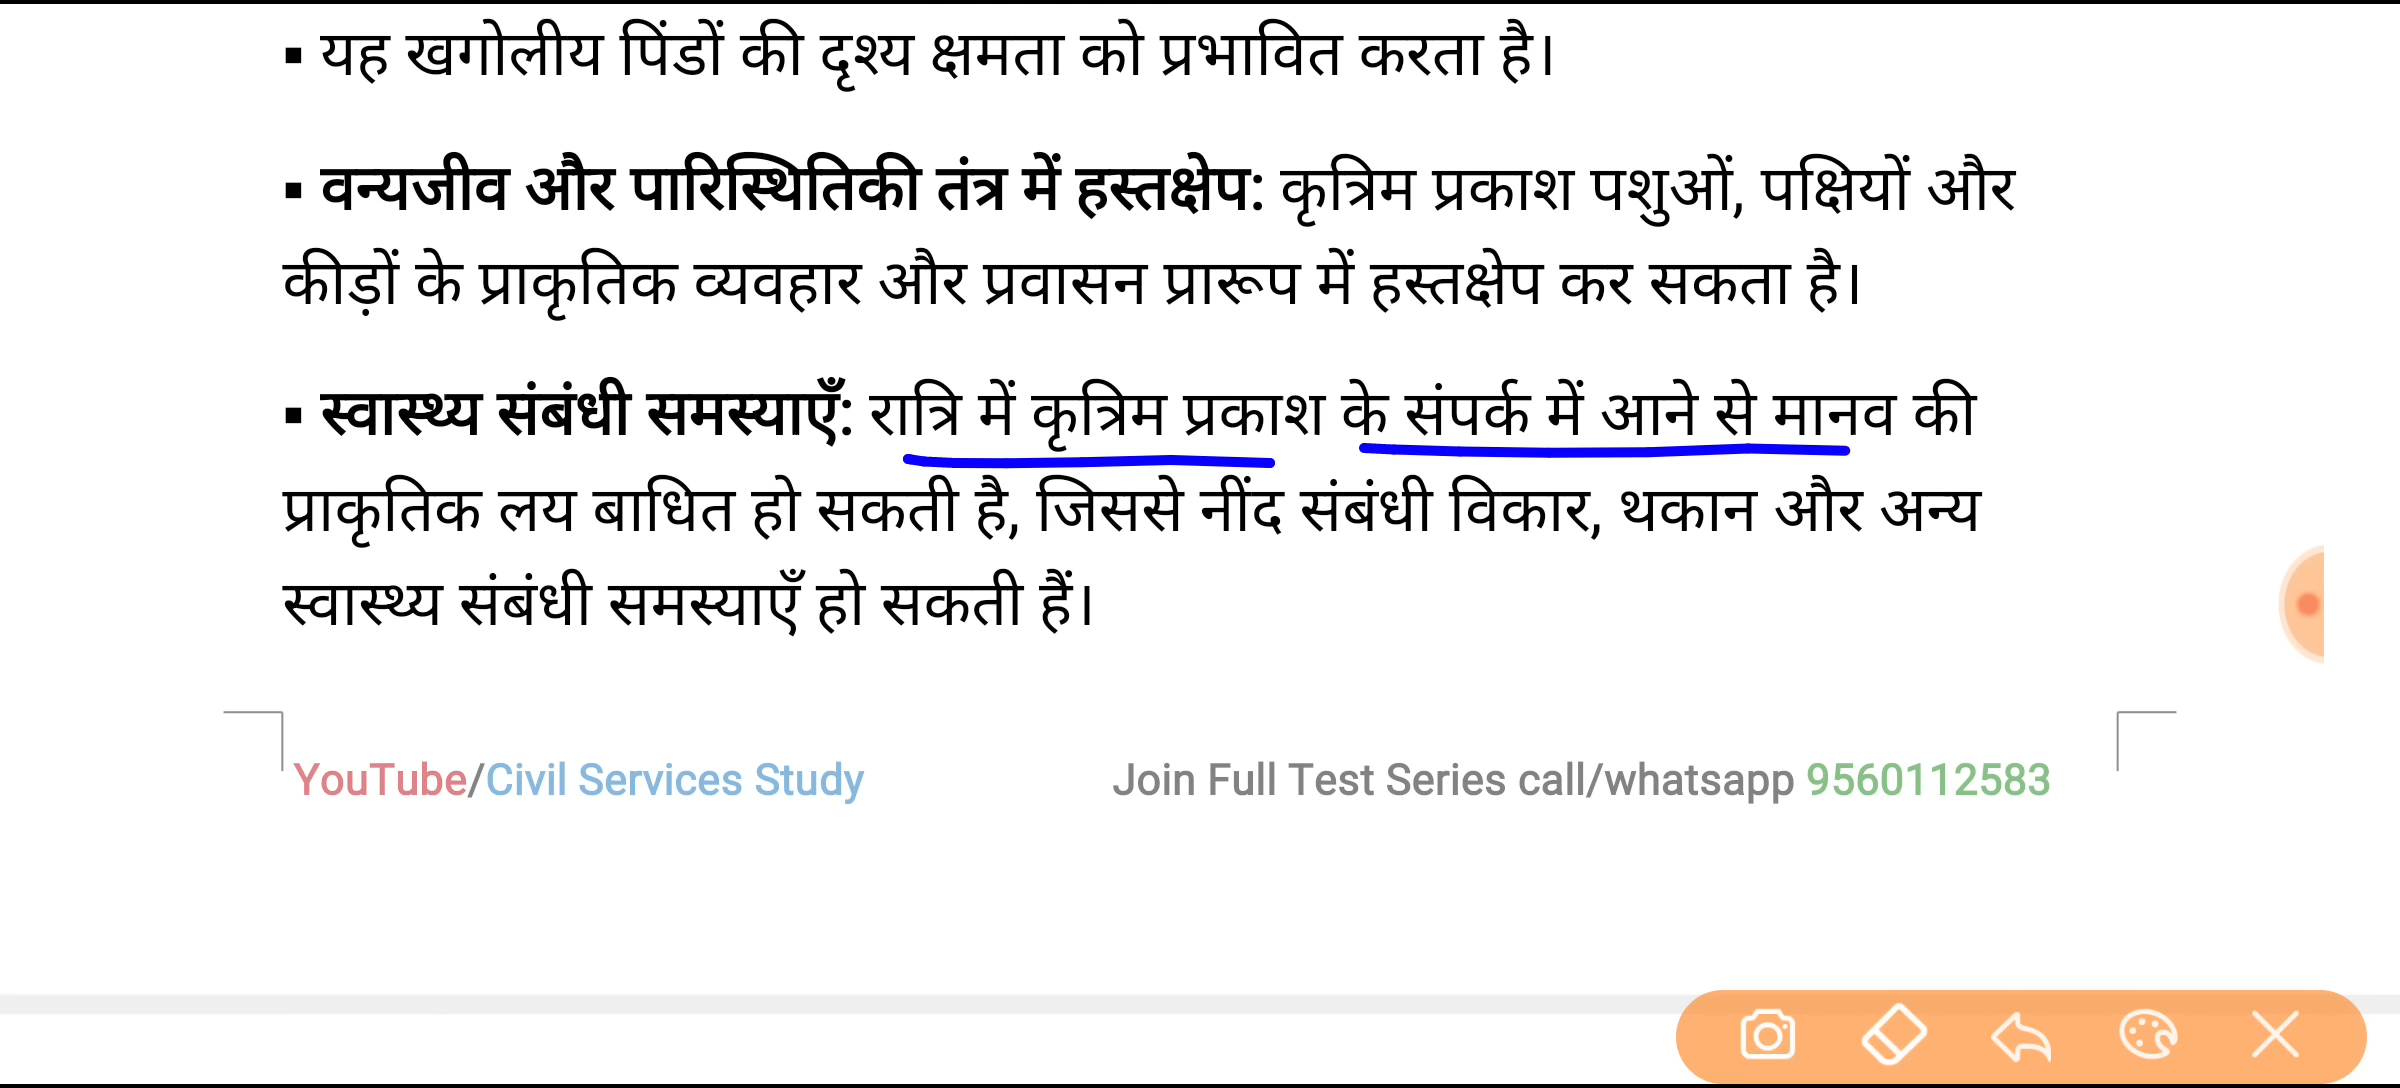 ▪ यह खगोलीय पिंडों की दृश्य क्षमता को प्रभावित करता है।
▪ वन्यजीव और पारिस्थितिकी तंत्र में हस्तक्षेप: कृत्रिम प्रकाश पशुओं, पक्षियों और
कीड़ों के प्राकृतिक व्यवहार और प्रवासन प्रारूप में हस्तक्षेप कर सकता है।
▪ स्वास्थ्य संबंधी समस्याएँ: रात्रि में कृत्रिम प्रकाश के संपर्क में आने से मानव की
प्राकृतिक लय बाधित हो सकती है, जिससे नींद संबंधी विकार, थकान और अन्य
स्वास्थ्य संबंधी समस्याएँ हो सकती हैं।
YouTube/Civil Services Study Join Full Test Series call/whatsapp 9560112583